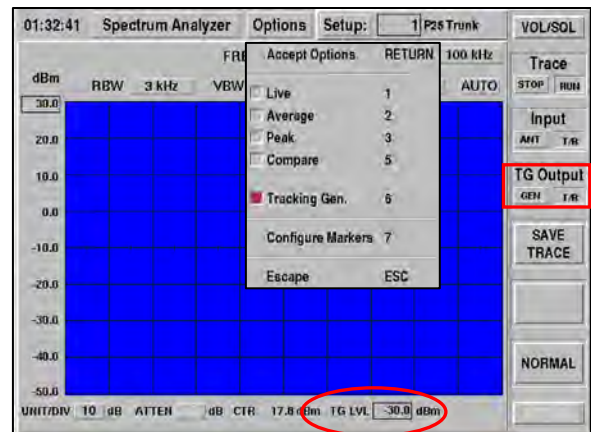 01:32:41 Spectrum Analyzer Options Setup: 1 P25 Trunk VOL/SQL
FRE 100 kHz
dBm RBW 3 kHz VBW AUTO
Accept Options RETURN
Live 1
Average 2
Peak 3
Compare 5
Tracking Gen. 6
Configure Markers 7
Escape ESC
30.0
20.0
10.0
0.0
-10.0
-20.0
-30.0
-40.0
-50.0
UNIT/DIV 10 dB ATTEN dB CTR 17.8 dBm TG LVL -30.0 dBm
Trace
STOP RUN
Input
ANT T/R
TG Output
GEN T/R
SAVE
TRACE
NORMAL